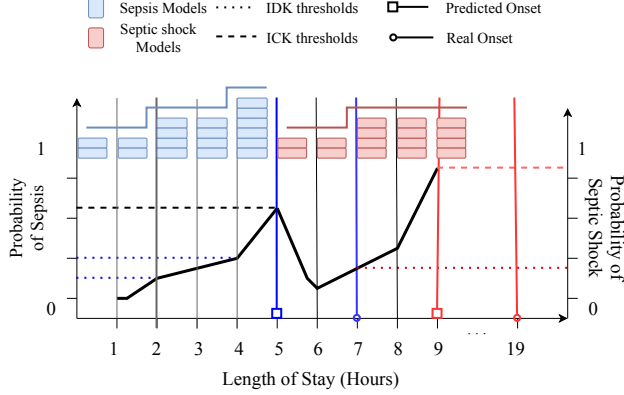 Sepsis Models
IDK thresholds
Predicted Onset
Septic shock
Models
ICK thresholds
Real Onset
Probability
of Sepsis
1
0
1
0
Probability of
Septic Shock
1 2 3 4 5 6 7 8 9 19
. . .
Length of Stay (Hours)